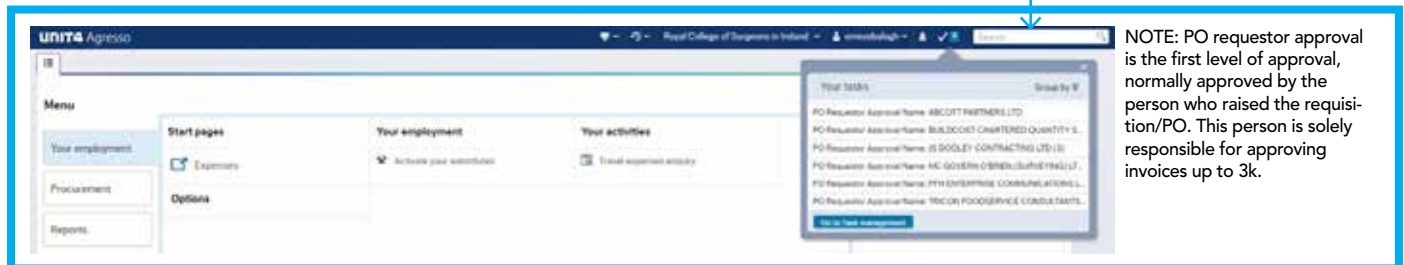 UNIT4 Agresso
Royal College of Surgeons in Ireland
Search
Menu
Your employment
Procurement
Reports
Start pages
Expenses
Options
Your employment
Activate your substitutes
Your activities
Travel expenses enquiry
Your tasks
Group by
PO Requestor Approval Name: ABCOTT PARTNERS LTD
PO Requestor Approval Name: BUILDCOST CHARTERED QUANTITY S...
PO Requestor Approval Name: JS DOOLEY CONTRACTING LTD (3)
PO Requestor Approval Name: MC GOVERN O'BRIEN (SURVEYING) LT...
PO Requestor Approval Name: ENTERPRISE COMMUNICATIONS L...
PO Requestor Approval Name: TRICON FOODSERVICE CONSULTANTS...
Go to Task management
NOTE: PO requestor approval
is the first level of approval,
normally approved by the
person who raised the requisi-
tion/PO. This person is solely
responsible for approving
invoices up to 3k.